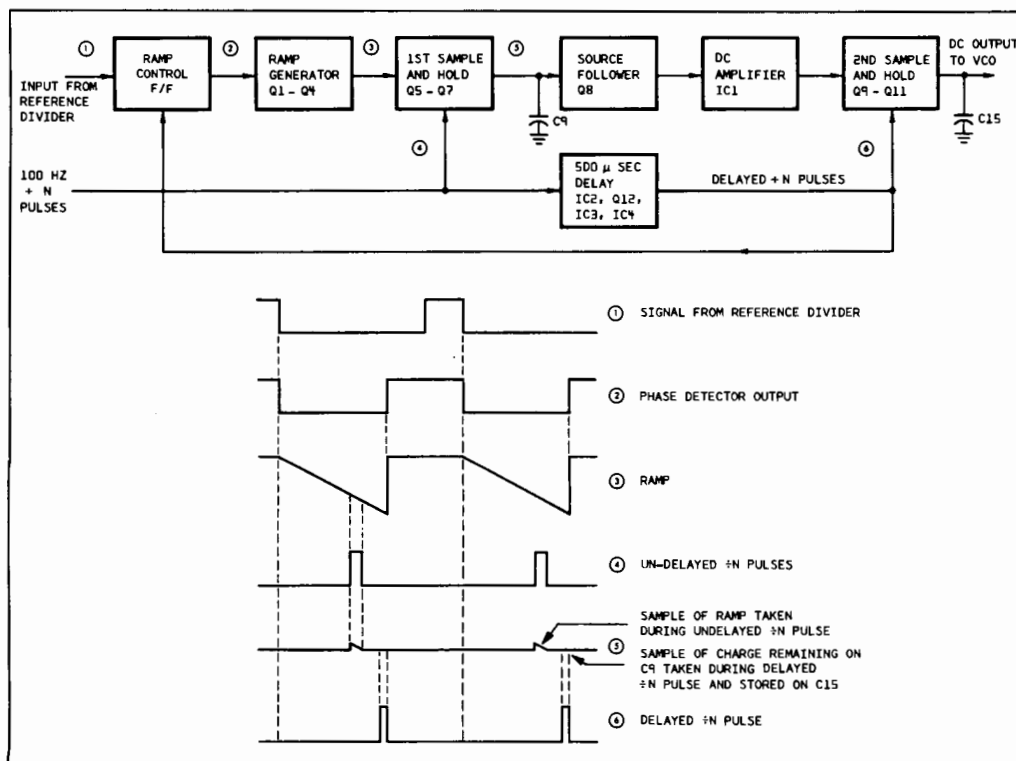 ①
RAMP
CONTROL
F/F
②
RAMP
GENERATOR
Q1 - Q4
③
1ST SAMPLE
AND HOLD
Q5 - Q7
⑤
SOURCE
FOLLOWER
Q8
DC
AMPLIFIER
IC1
2ND SAMPLE
AND HOLD
Q9 - Q11
DC OUTPUT
TO VCO
INPUT FROM
REFERENCE
DIVIDER
C9
C15
④
⑥
100 HZ
÷ N
PULSES
500 µ SEC
DELAY
IC2, Q12,
IC3, IC4
DELAYED ÷ N PULSES
① SIGNAL FROM REFERENCE DIVIDER
② PHASE DETECTOR OUTPUT
③ RAMP
④ UN-DELAYED ÷N PULSES
SAMPLE OF RAMP TAKEN
DURING UNDELAYED ÷N PULSE
⑤
SAMPLE OF CHARGE REMAINING ON
C9 TAKEN DURING DELAYED
÷N PULSE AND STORED ON C15
⑥ DELAYED ÷N PULSE